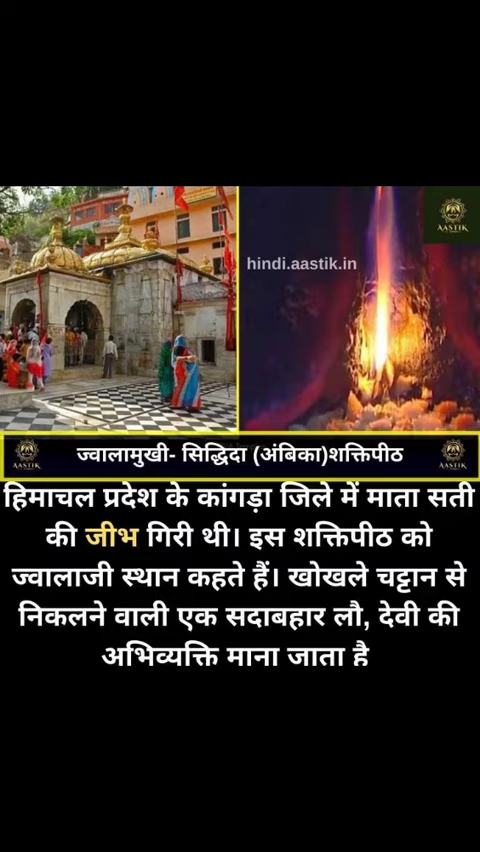 AASTIK
hindi.aastik.in
AASTIK
ज्वालामुखी- सिद्धिदा (अंबिका)शक्तिपीठ
AASTIK
हिमाचल प्रदेश के कांगड़ा जिले में माता सती
की जीभ गिरी थी। इस शक्तिपीठ को
ज्वालाजी स्थान कहते हैं। खोखले चट्टान से
निकलने वाली एक सदाबहार लौ, देवी की
अभिव्यक्ति माना जाता है